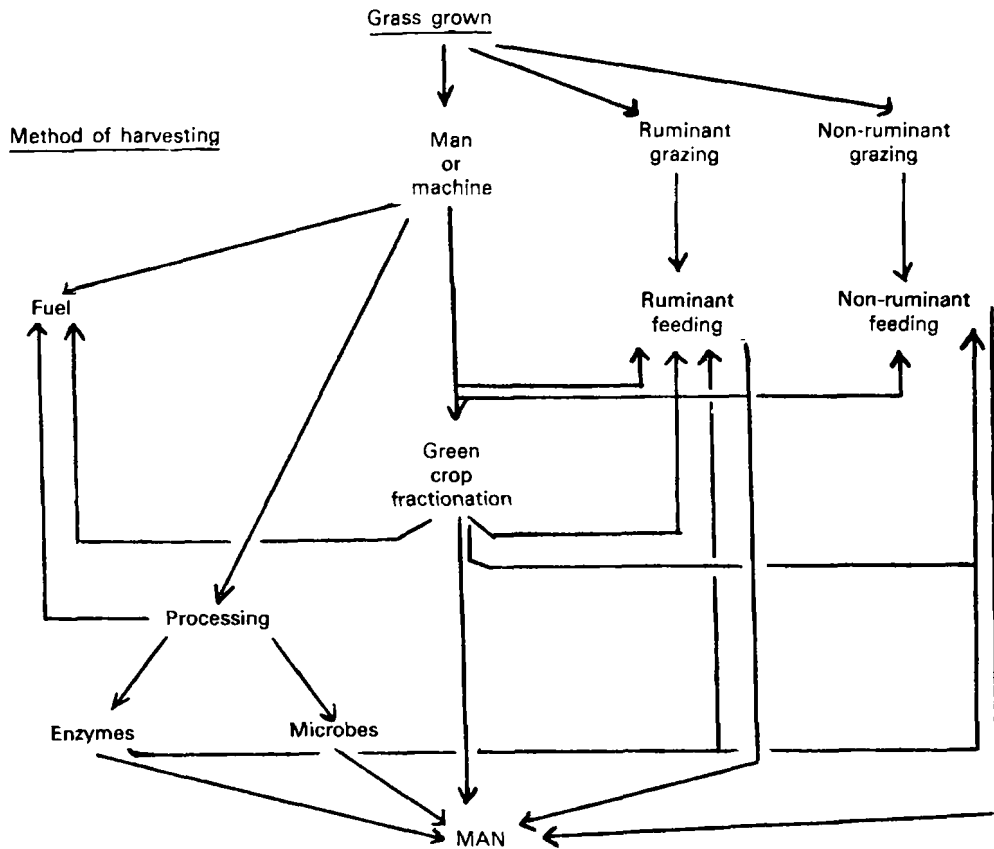 Grass grown
Method of harvesting
Man
or
machine
Ruminant
grazing
Non-ruminant
grazing
Fuel
Ruminant
feeding
Non-ruminant
feeding
Green
crop
fractionation
Processing
Enzymes
Microbes
MAN